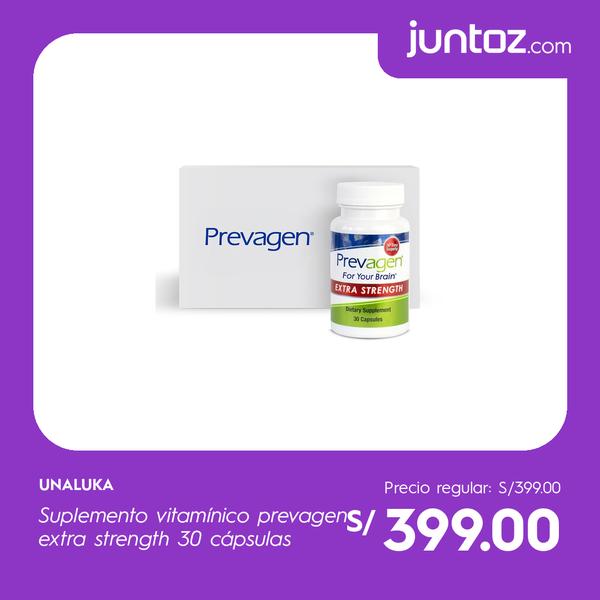 juntoz.com
Prevagen®
Prevagen®
For Your Brain®
EXTRA STRENGTH
Dietary Supplement
30 Capsules
UNALUKA
Precio regular: S/399.00
Suplemento vitamínico prevagen
extra strength 30 cápsulas
S/ 399.00